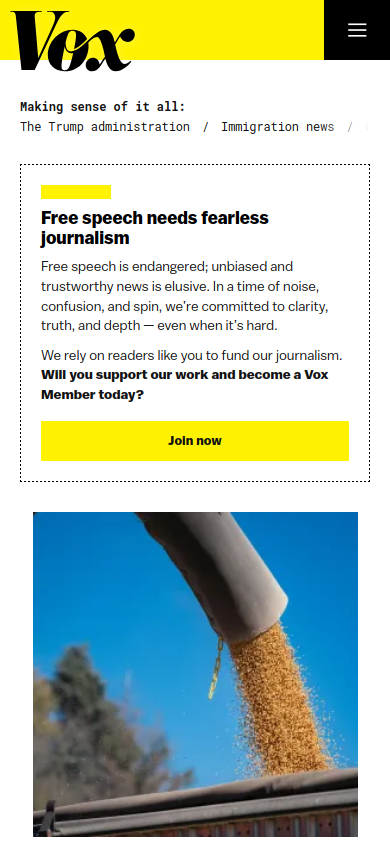 Vox
Making sense of it all:
The Trump administration / Immigration news /
Free speech needs fearless
journalism
Free speech is endangered; unbiased and
trustworthy news is elusive. In a time of noise,
confusion, and spin, we’re committed to clarity,
truth, and depth — even when it’s hard.
We rely on readers like you to fund our journalism.
Will you support our work and become a Vox
Member today?
Join now